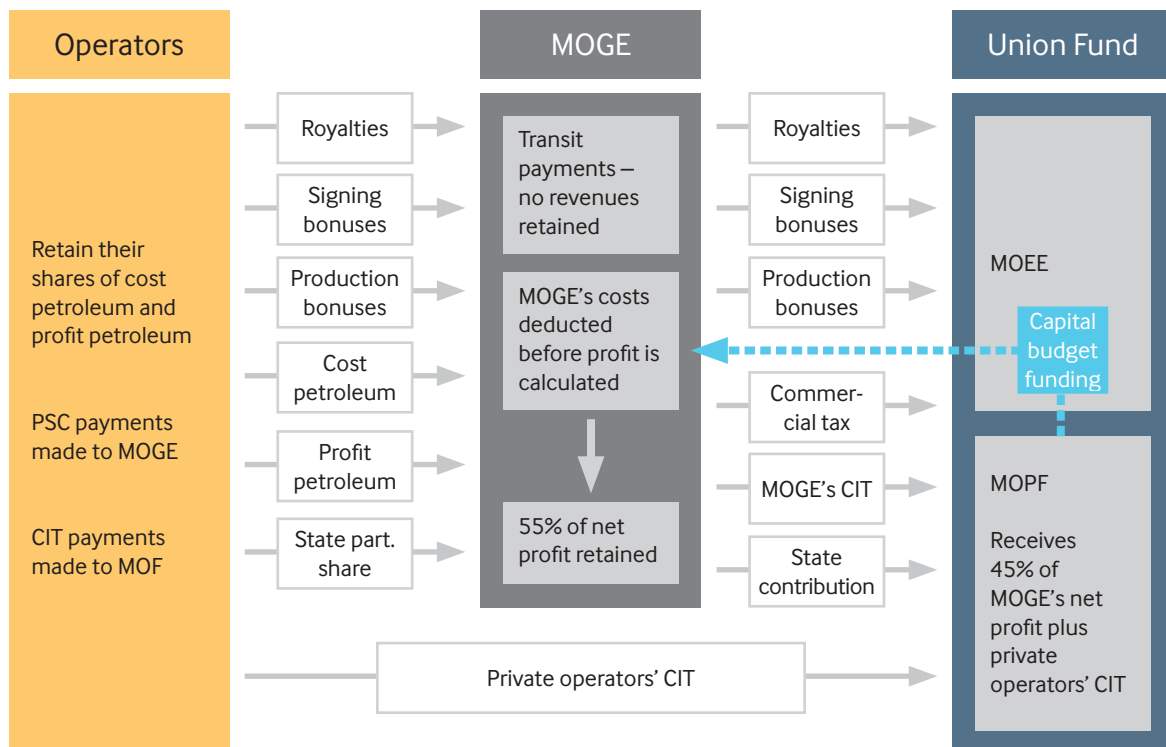 Operators
MOGE
Union Fund
Retain their
shares of cost
petroleum and
profit petroleum
PSC payments
made to MOGE
CIT payments
made to MOF
Royalties
Signing
bonuses
Production
bonuses
Cost
petroleum
Profit
petroleum
State part.
share
Transit
payments –
no revenues
retained
MOGE's costs
deducted
before profit is
calculated
55% of net
profit retained
Royalties
Signing
bonuses
Production
bonuses
Commer-
cial tax
MOGE's CIT
State
contribution
Private operators' CIT
MOEE
Capital
budget
funding
MOPF
Receives
45% of
MOGE's net
profit plus
private
operators' CIT